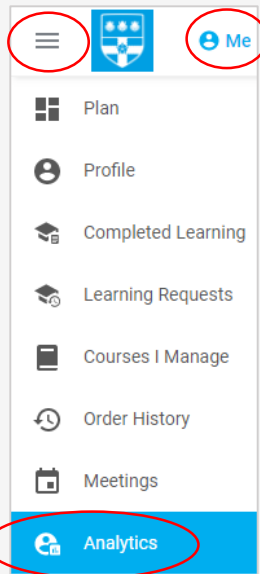 Me
Plan
Profile
Completed Learning
Learning Requests
Courses I Manage
Order History
Meetings
Analytics